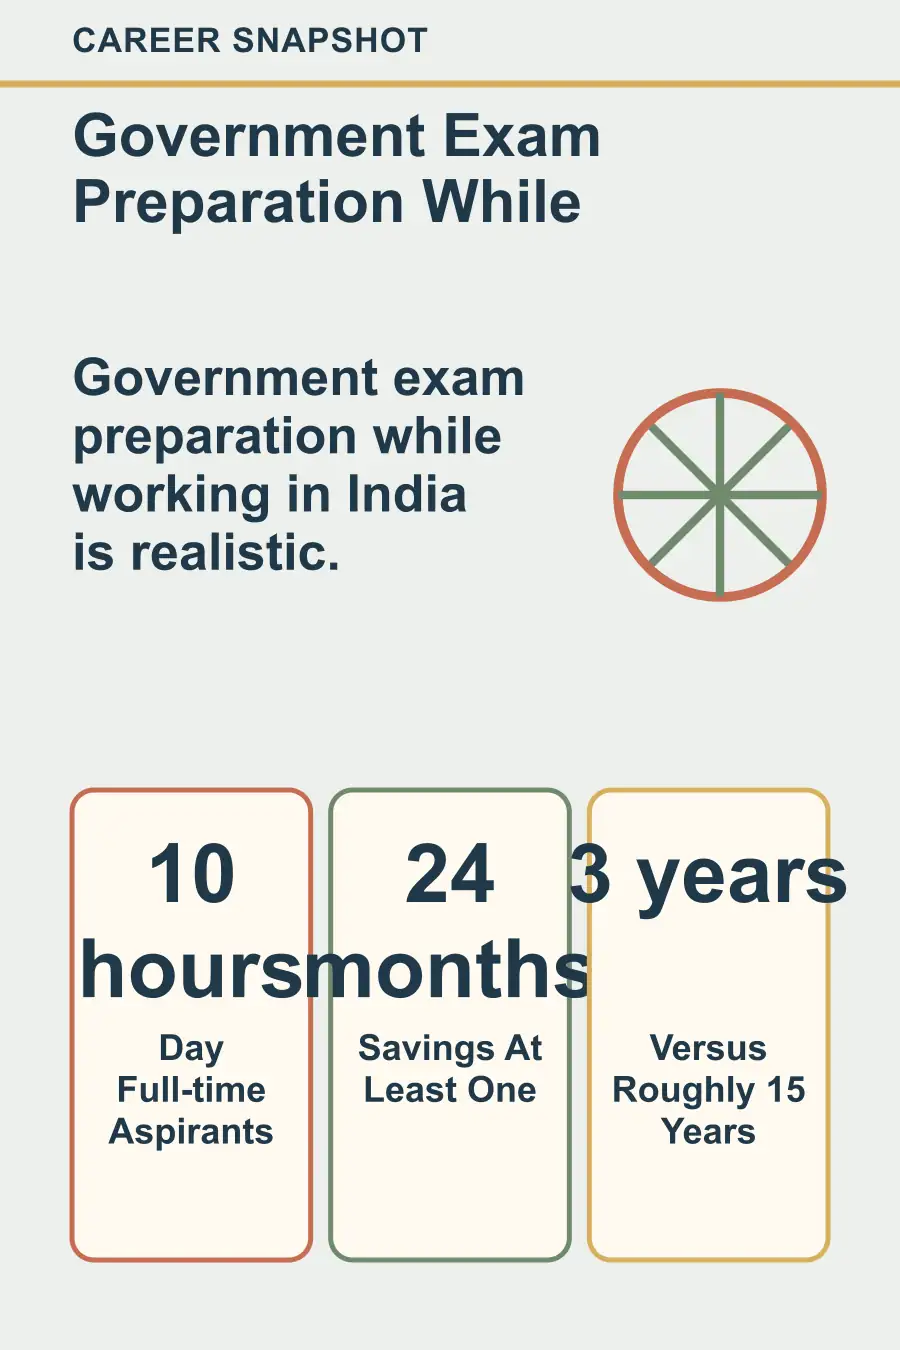 CAREER SNAPSHOT
Government Exam
Preparation While
Government exam
preparation while
working in India
is realistic.
10
hours
Day
Full-time
Aspirants
24
months
Savings At
Least One
3 years
Versus
Roughly 15
Years